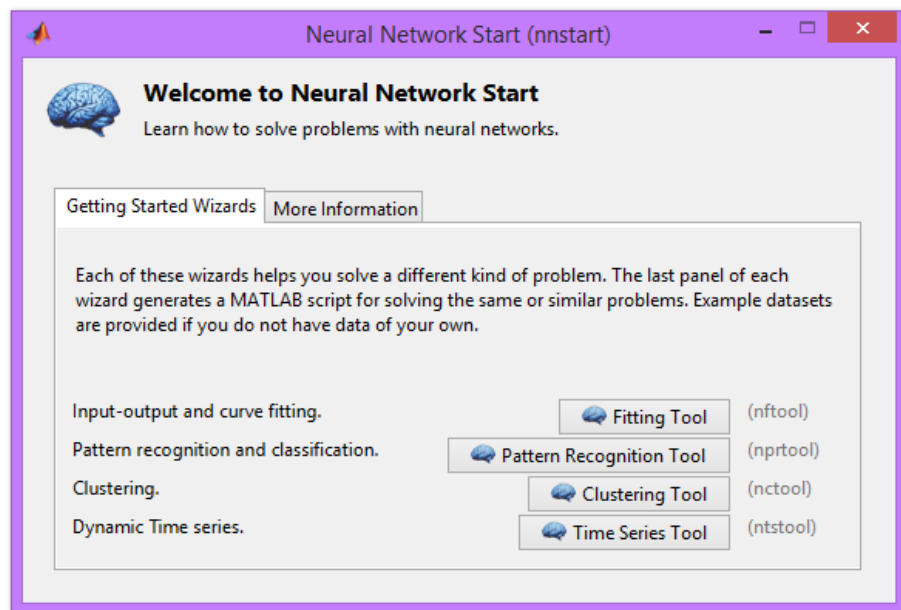 Neural Network Start (nnstart)
Welcome to Neural Network Start
Learn how to solve problems with neural networks.
Getting Started Wizards More Information
Each of these wizards helps you solve a different kind of problem. The last panel of each
wizard generates a MATLAB script for solving the same or similar problems. Example datasets
are provided if you do not have data of your own.
Input-output and curve fitting. Fitting Tool (nftool)
Pattern recognition and classification. Pattern Recognition Tool (nprtool)
Clustering. Clustering Tool (nctool)
Dynamic Time series. Time Series Tool (ntstool)